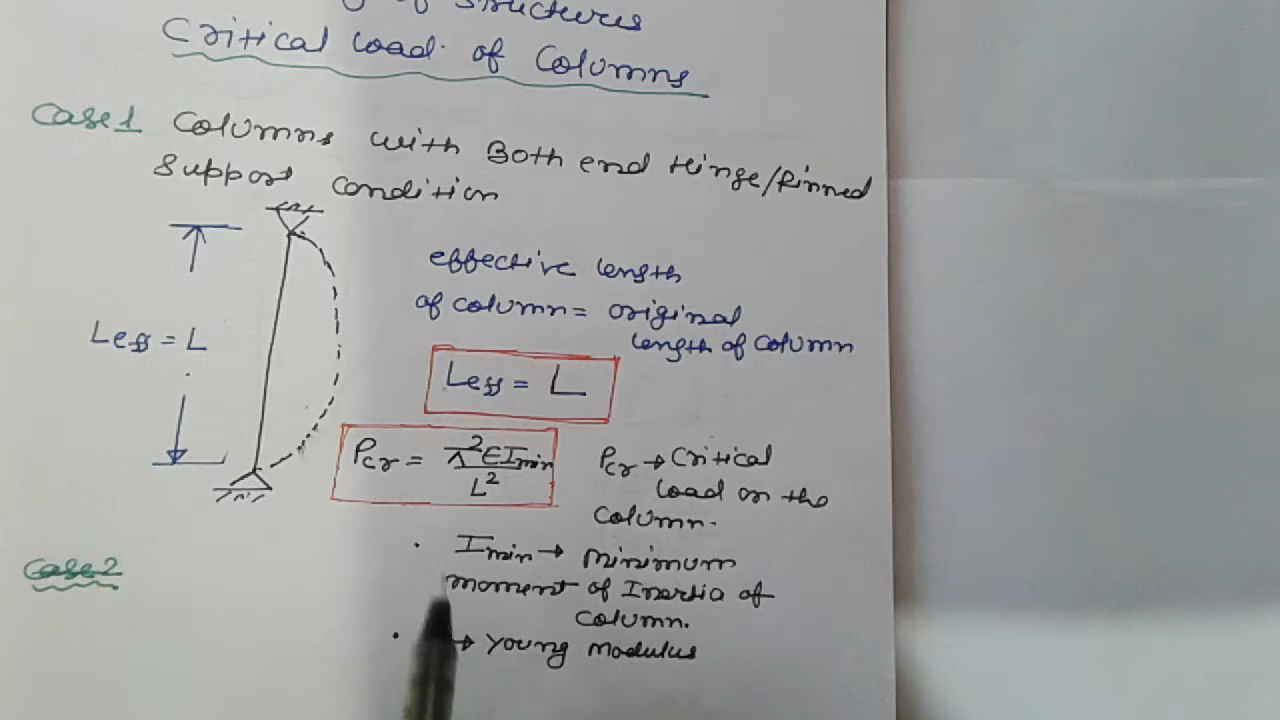 of Structures
Critical Load of Columns
Case 1 Columns with Both end Hinge/Pinned
Support Condition
effective length
of column = original
length of column
Leff = L
Leff = L
Pcr = π²EImin / L²
Pcr → Critical
Load on the
Column.
Imin → Minimum
moment of Inertia of
Column.
→ Young Modulus
Case 2